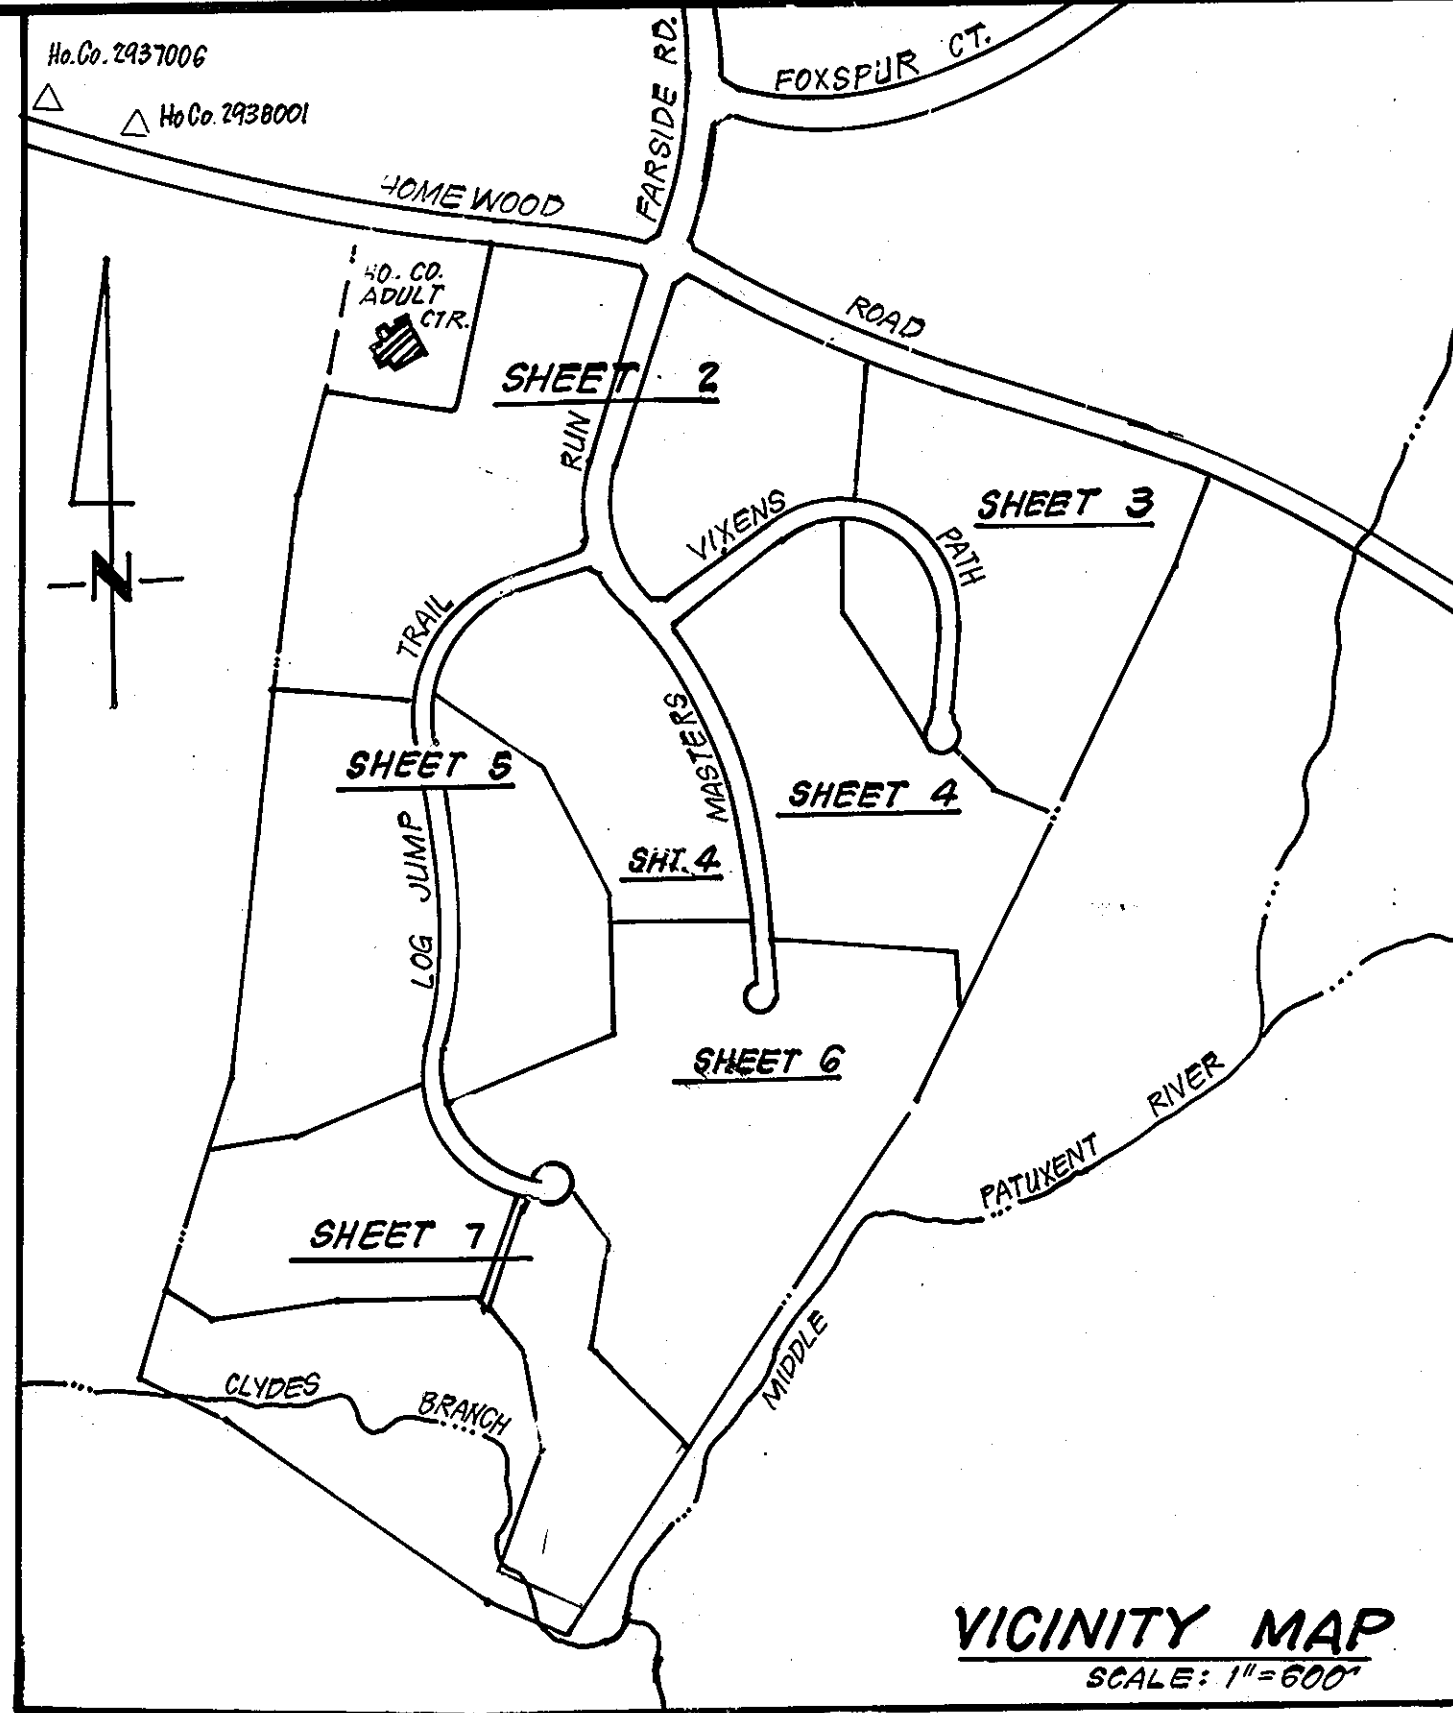 Ho.Co. 2937006
HoCo. 2938001
FARSIDE RD.
FOXSPUR CT.
HOMEWOOD
ROAD
HO. CO.
ADULT
CTR.
SHEET 2
RUN
VIXENS
PATH
SHEET 3
N
TRAIL
MASTERS
SHEET 5
SHEET 4
SHT. 4
LOG JUMP
SHEET 6
RIVER
PATUXENT
SHEET 7
MIDDLE
CLYDES
BRANCH
VICINITY MAP
SCALE: 1"=600'